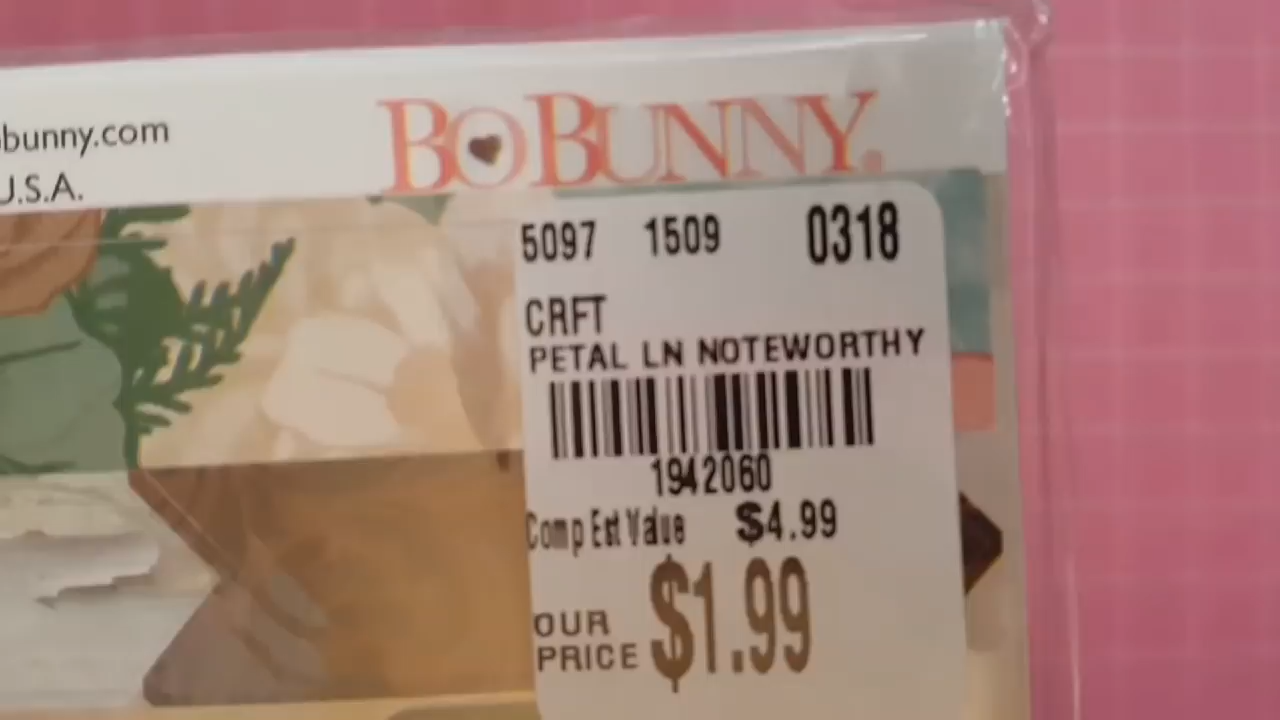 bunny.com
U.S.A.
BOBUNNY®
5097 1509 0318
CRFT
PETAL LN NOTEWORTHY
1942060
Comp Est Value $4.99
OUR PRICE $1.99